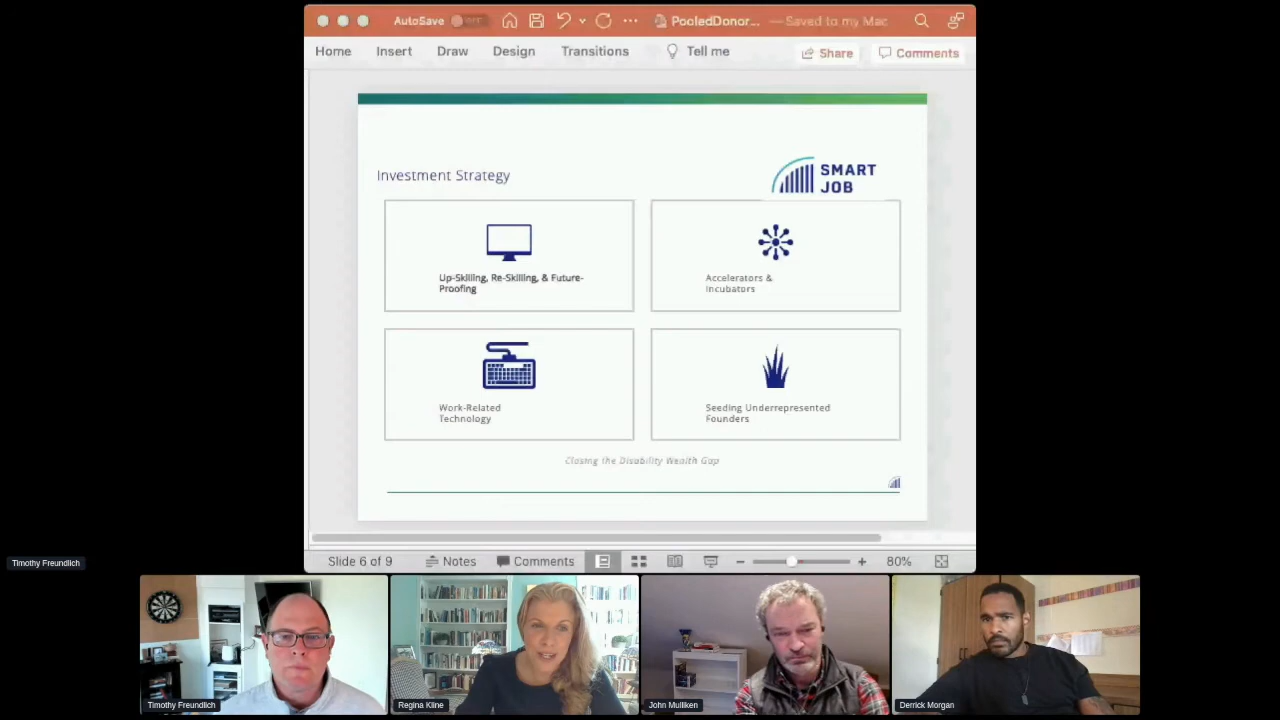 AutoSave OFF PooledDonor... — Saved to my Mac
Home Insert Draw Design Transitions Tell me Share Comments
Investment Strategy
SMART
JOB
Up-Skilling, Re-Skilling, & Future-
Proofing
Accelerators &
Incubators
Work-Related
Technology
Seeding Underrepresented
Founders
Closing the Disability Wealth Gap
Slide 6 of 9 Notes Comments 80%
Timothy Freundlich
Timothy Freundlich
Regina Kline
John Mulliken
Derrick Morgan